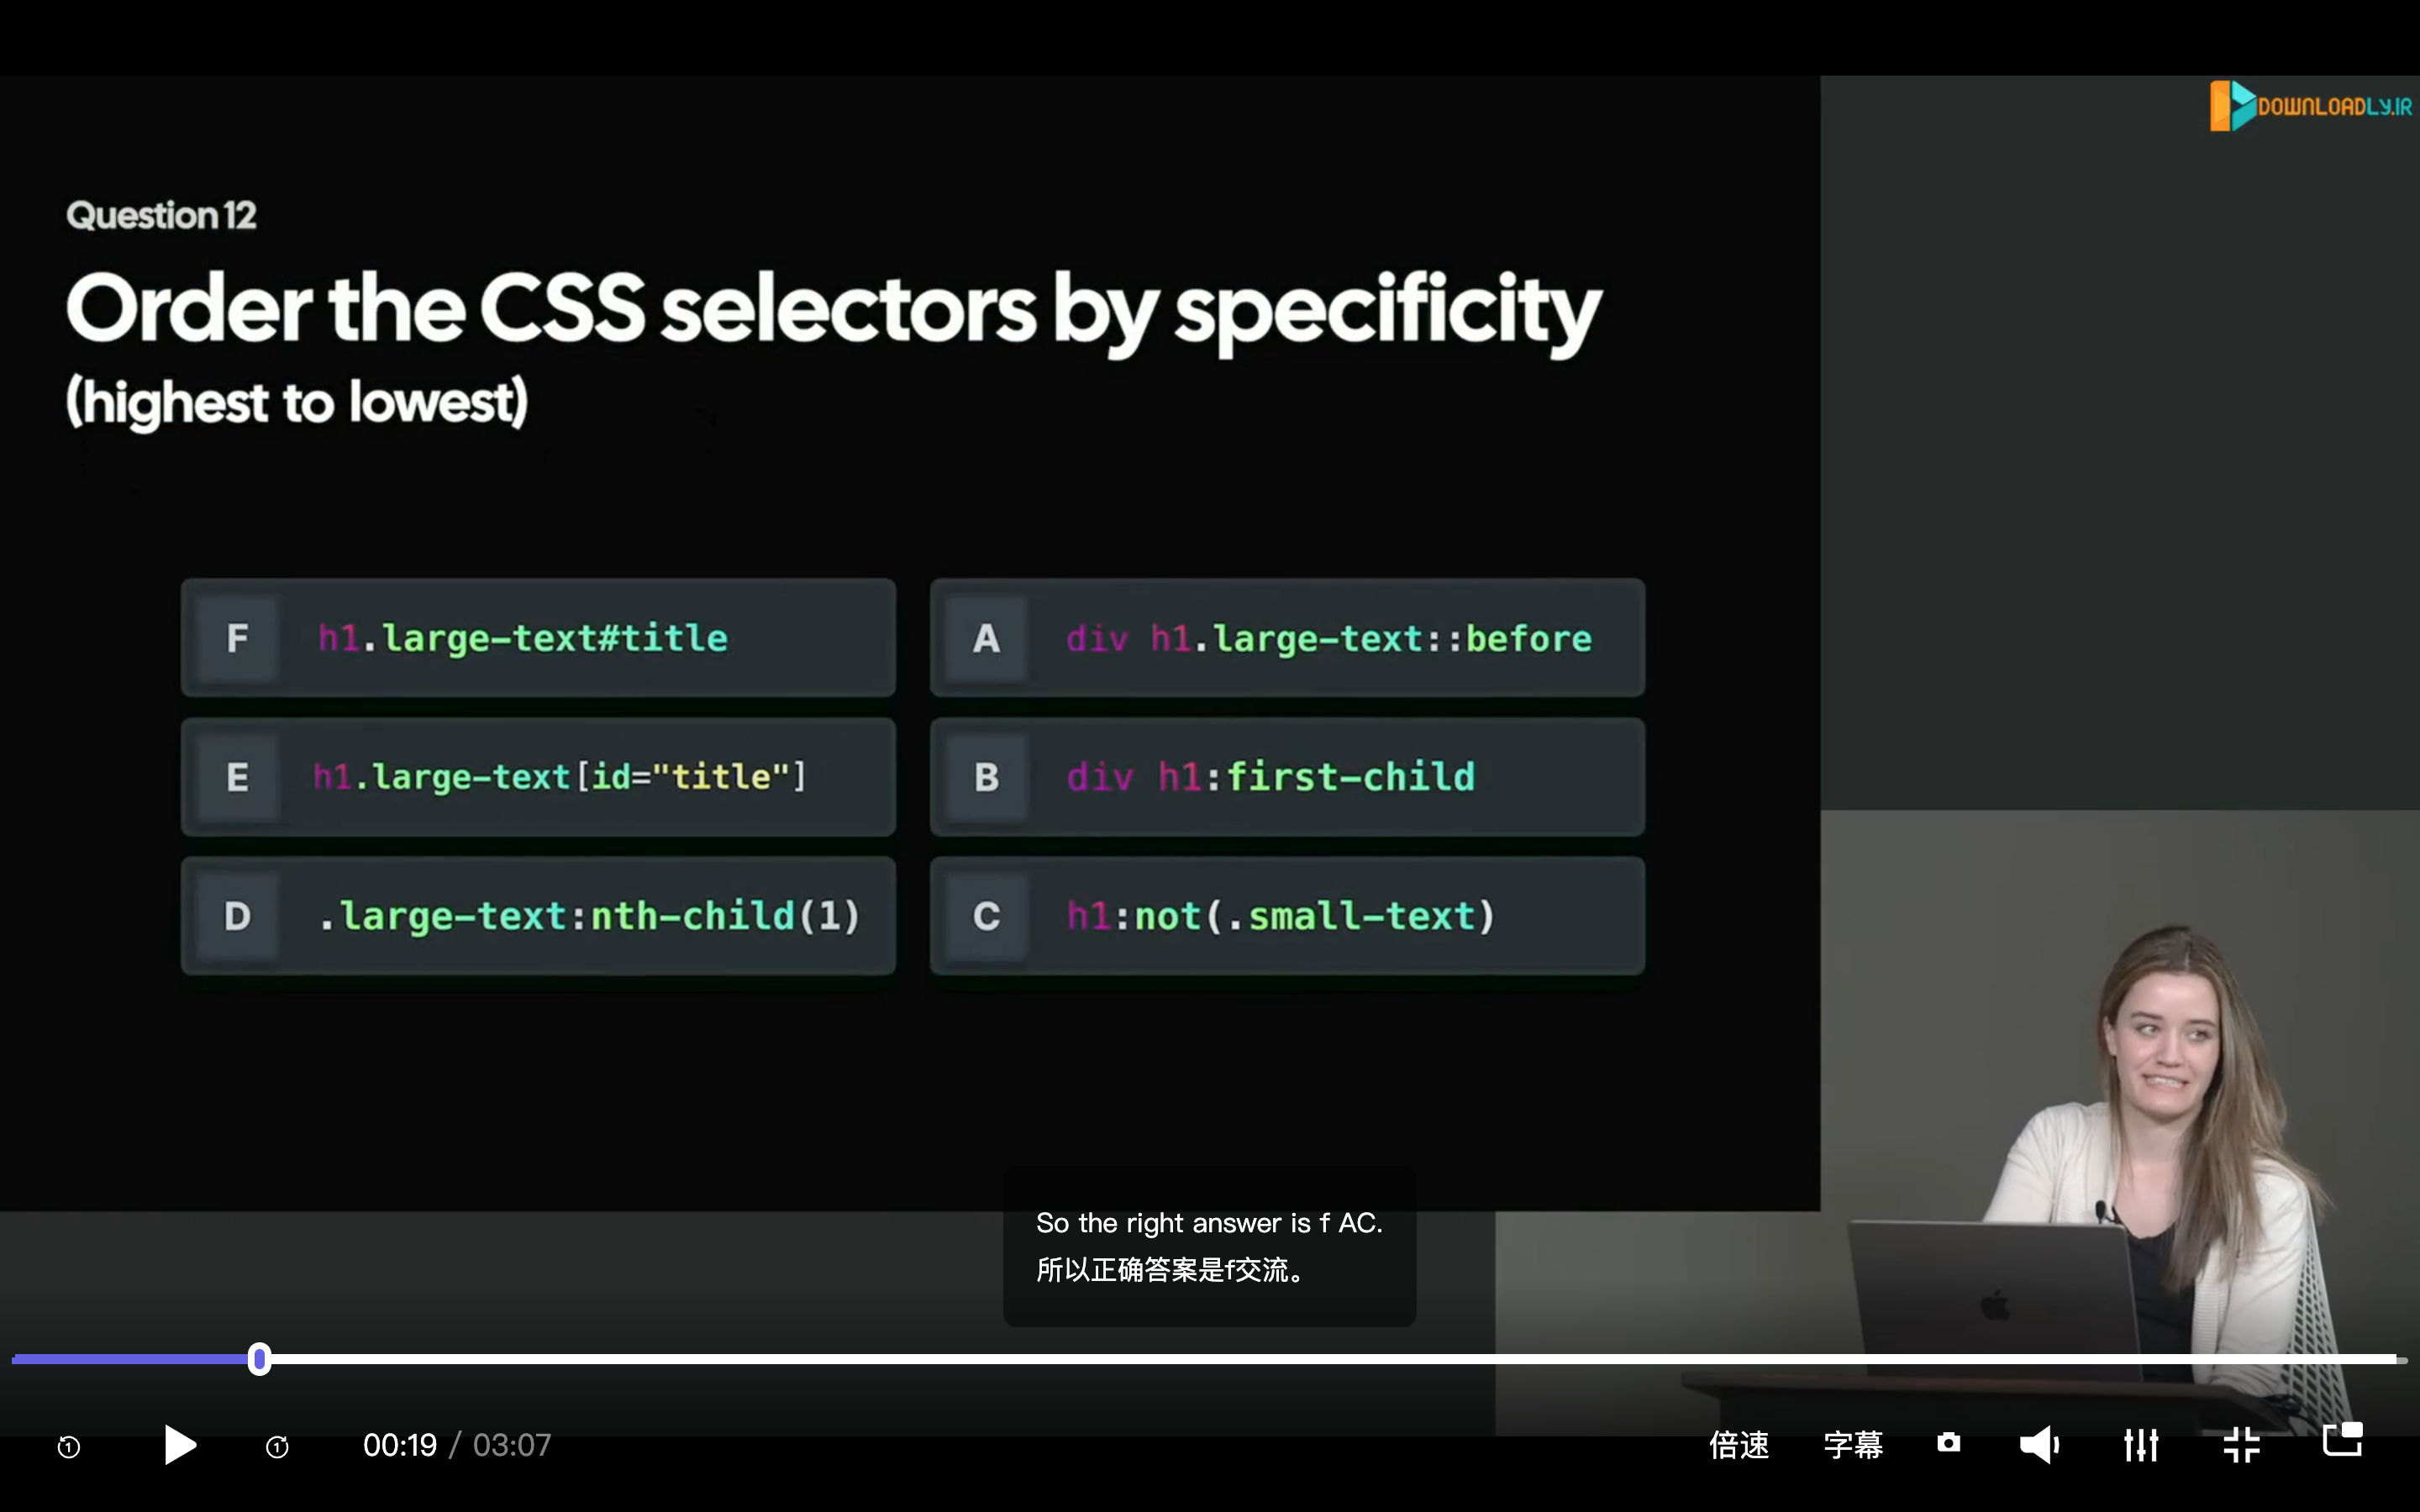 DOWNLOADLY.IR
Question 12
Order the CSS selectors by specificity
(highest to lowest)
F h1.large-text#title
A div h1.large-text::before
E h1.large-text[id="title"]
B div h1:first-child
D .large-text:nth-child(1)
C h1:not(.small-text)
So the right answer is f AC.
所以正确答案是f交流。
1
1
00:19 / 03:07
倍速
字幕